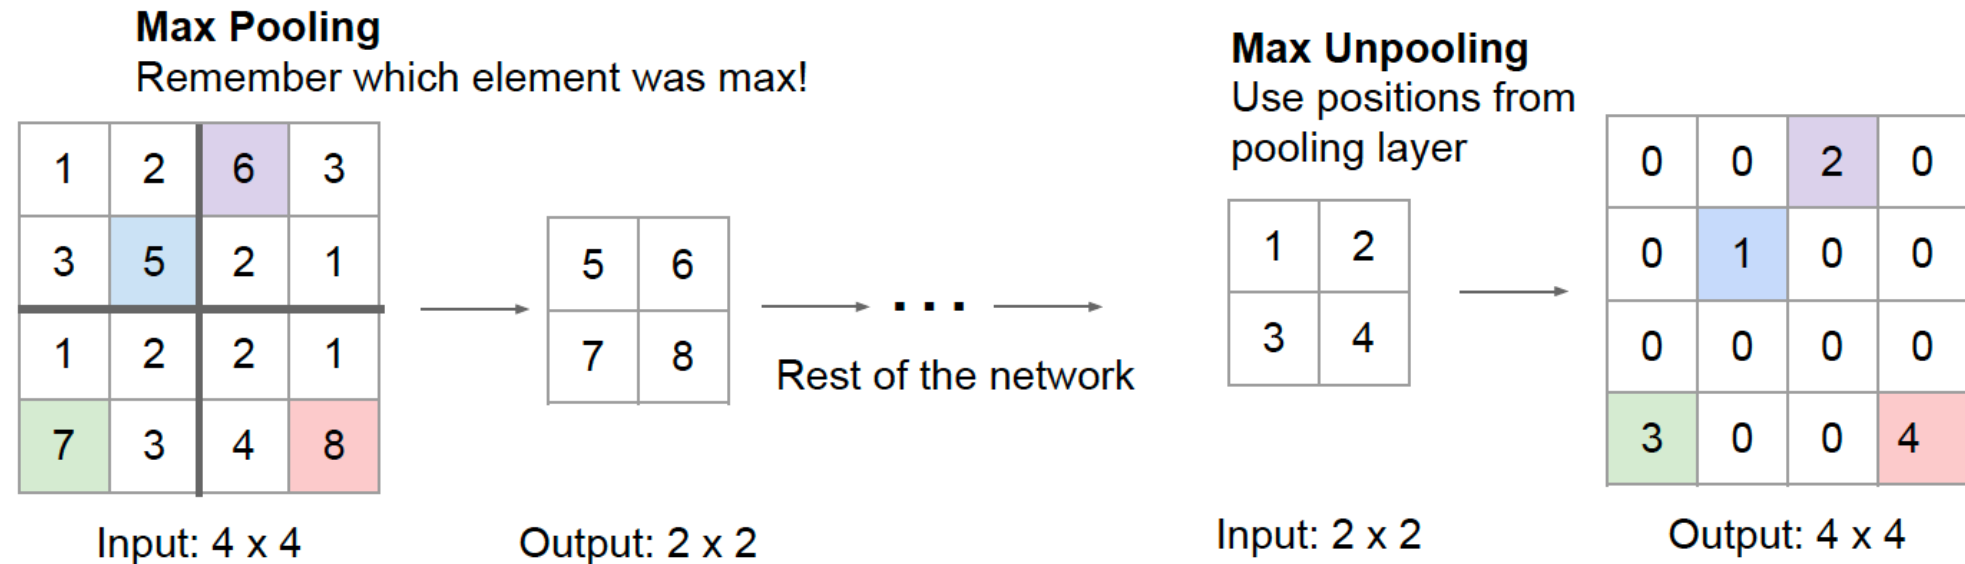 Max Pooling
Remember which element was max!
1 2 6 3
3 5 2 1
1 2 2 1
7 3 4 8
Input: 4 x 4
5 6
7 8
Output: 2 x 2
...
Rest of the network
Max Unpooling
Use positions from
pooling layer
1 2
3 4
Input: 2 x 2
0 0 2 0
0 1 0 0
0 0 0 0
3 0 0 4
Output: 4 x 4